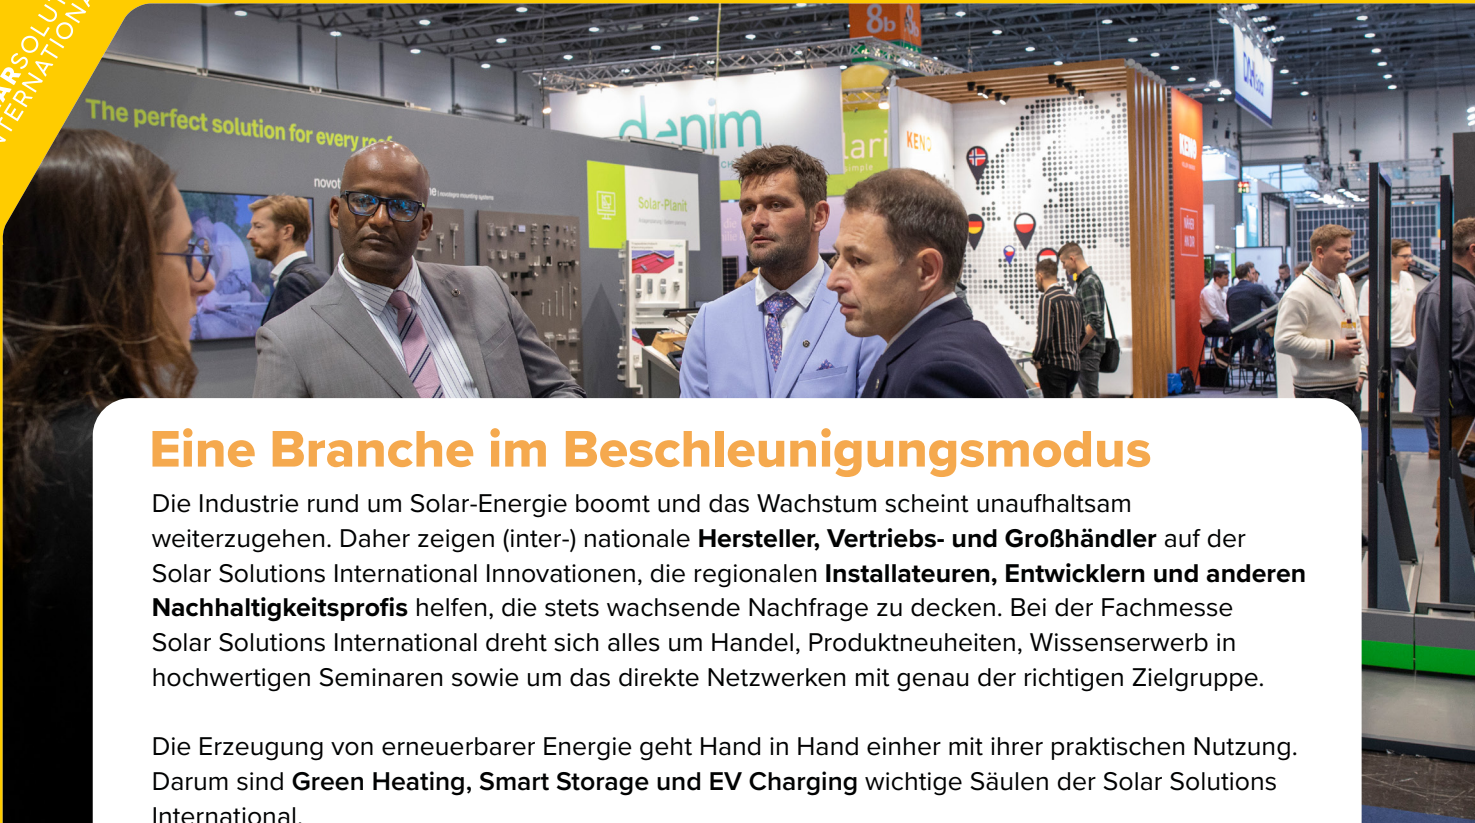 8b
The perfect solution for every
denim
KENO
Solar-Planit
simple
NÄHER
AN DIR
Eine Branche im Beschleunigungsmodus
Die Industrie rund um Solar-Energie boomt und das Wachstum scheint unaufhaltsam
weiterzugehen. Daher zeigen (inter-) nationale Hersteller, Vertriebs- und Großhändler auf der
Solar Solutions International Innovationen, die regionalen Installateuren, Entwicklern und anderen
Nachhaltigkeitsprofis helfen, die stets wachsende Nachfrage zu decken. Bei der Fachmesse
Solar Solutions International dreht sich alles um Handel, Produktneuheiten, Wissenserwerb in
hochwertigen Seminaren sowie um das direkte Netzwerken mit genau der richtigen Zielgruppe.
Die Erzeugung von erneuerbarer Energie geht Hand in Hand einher mit ihrer praktischen Nutzung.
Darum sind Green Heating, Smart Storage und EV Charging wichtige Säulen der Solar Solutions
International.